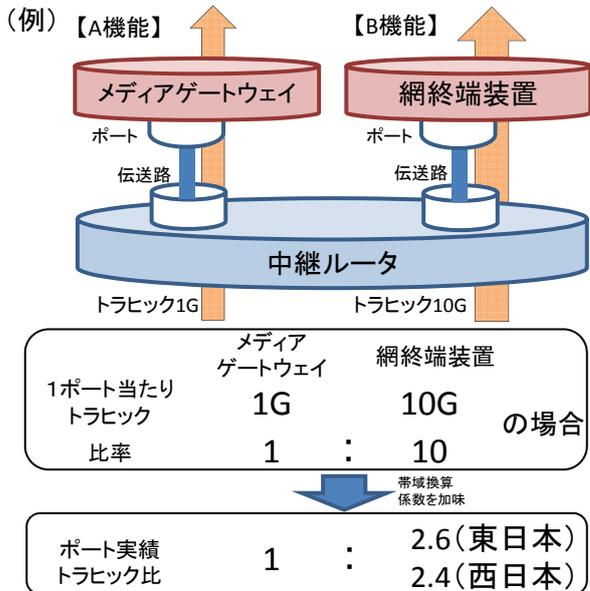 (例)【A機能】 【B機能】
メディアゲートウェイ 網終端装置
ポート ポート
伝送路 伝送路
中継ルータ
トラヒック1G トラヒック10G
メディア
ゲートウェイ 網終端装置
1ポート当たり
トラヒック 1G 10G の場合
比率 1 : 10
帯域換算
係数を加味
ポート実績
トラヒック比 1 : 2.6(東日本)
2.4(西日本)